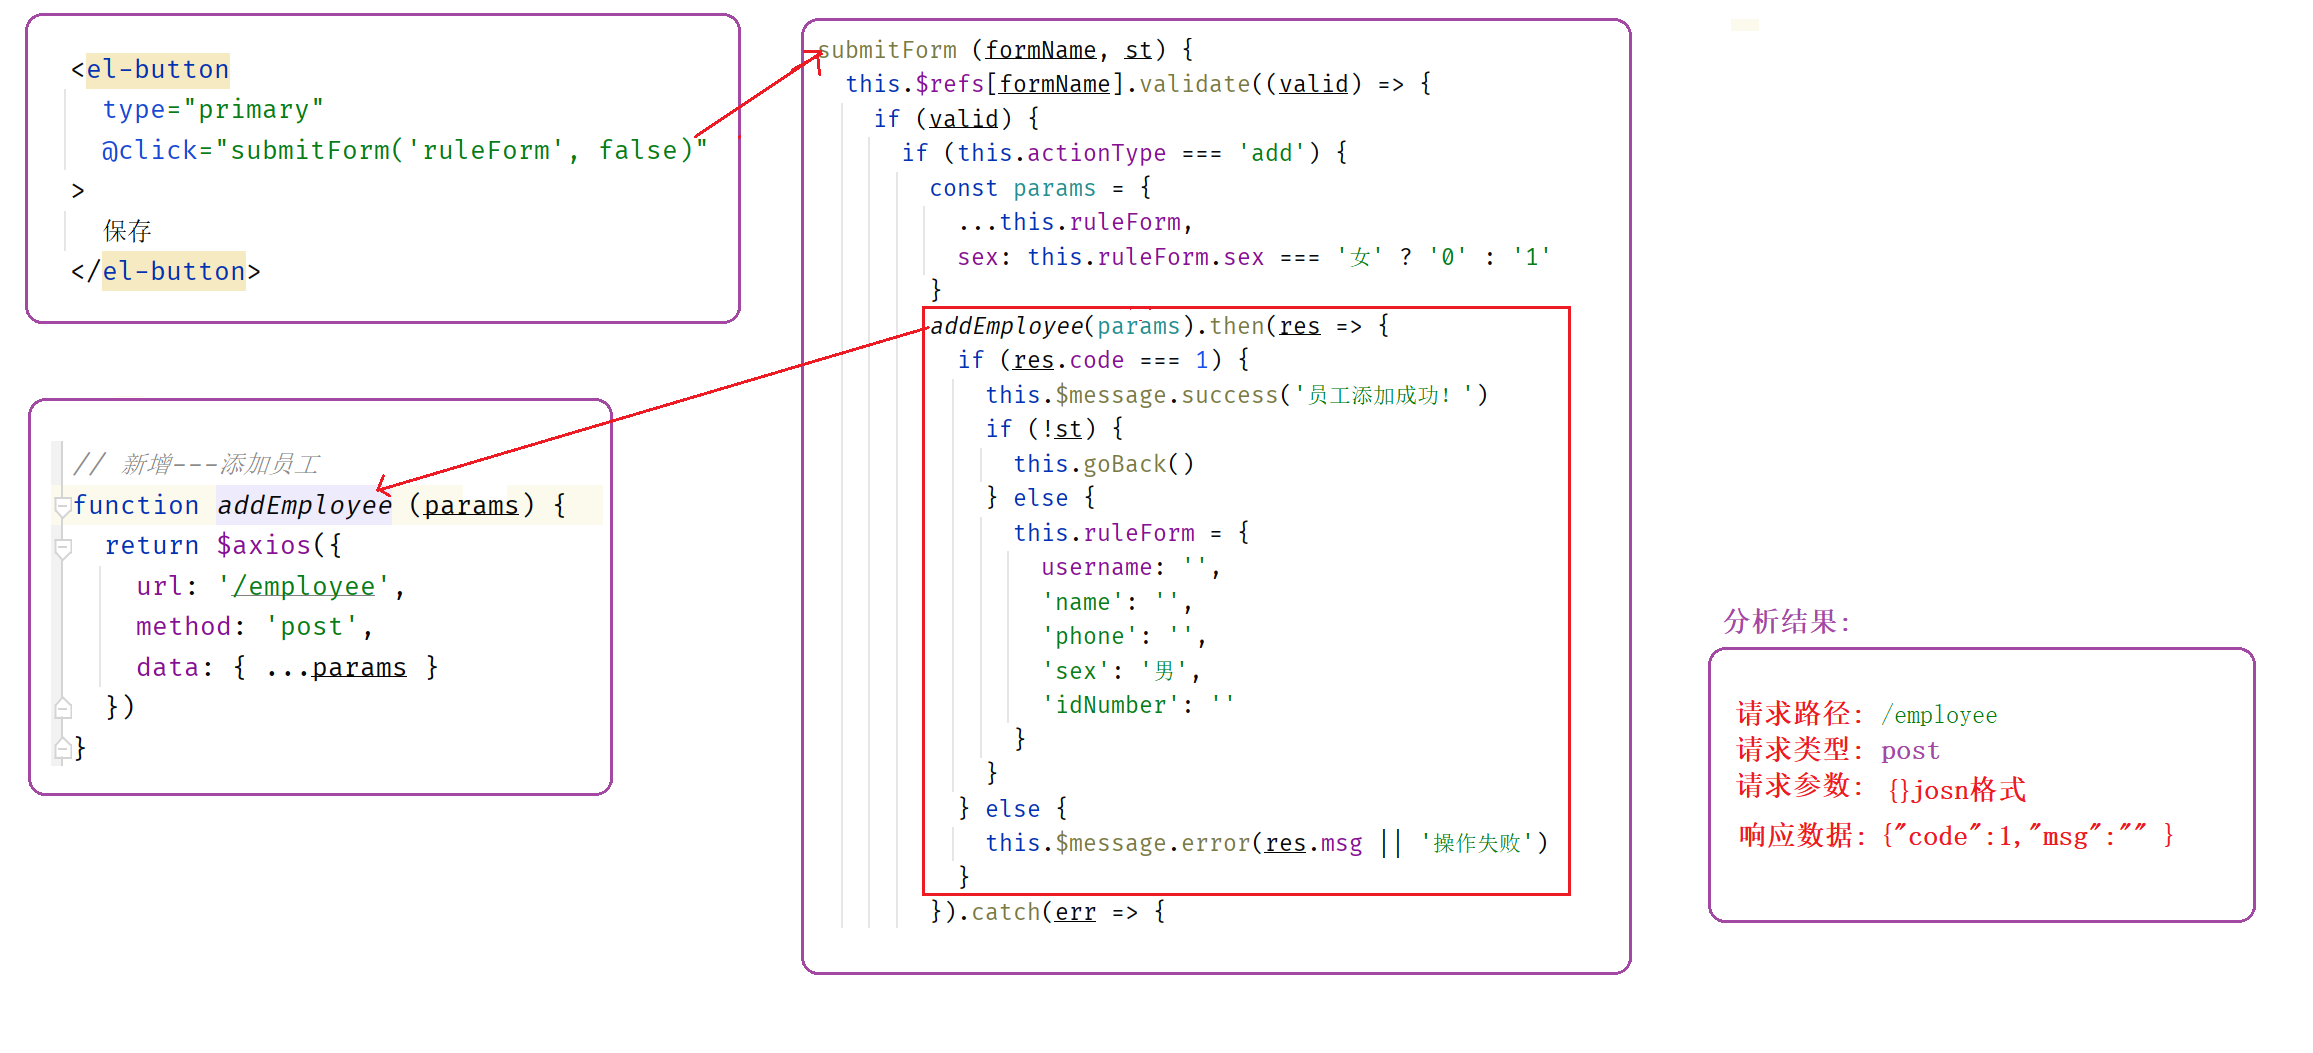 <el-button
type="primary"
@click="submitForm('ruleForm', false)"
>
保存
</el-button>
submitForm (formName, st) {
this.$refs[formName].validate((valid) => {
if (valid) {
if (this.actionType === 'add') {
const params = {
...this.ruleForm,
sex: this.ruleForm.sex === '女' ? '0' : '1'
}
addEmployee(params).then(res => {
if (res.code === 1) {
this.$message.success('员工添加成功！')
if (!st) {
this.goBack()
} else {
this.ruleForm = {
username: '',
'name': '',
'phone': '',
'sex': '男',
'idNumber': ''
}
}
} else {
this.$message.error(res.msg || '操作失败')
}
}).catch(err => {
// 新增---添加员工
function addEmployee (params) {
return $axios({
url: '/employee',
method: 'post',
data: { ...params }
})
}
分析结果：
请求路径：/employee
请求类型：post
请求参数：{}josn格式
响应数据：{"code":1,"msg":"" }